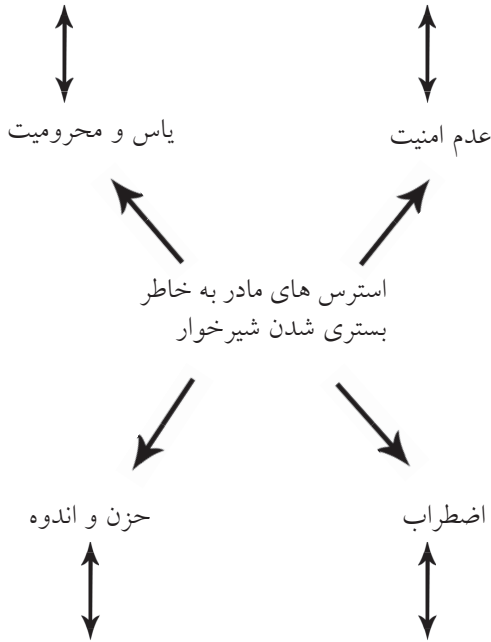 عدم امنیت
یاس و محرومیت
استرس های مادر به خاطر
بستری شدن شیرخوار
اضطراب
حزن و اندوه